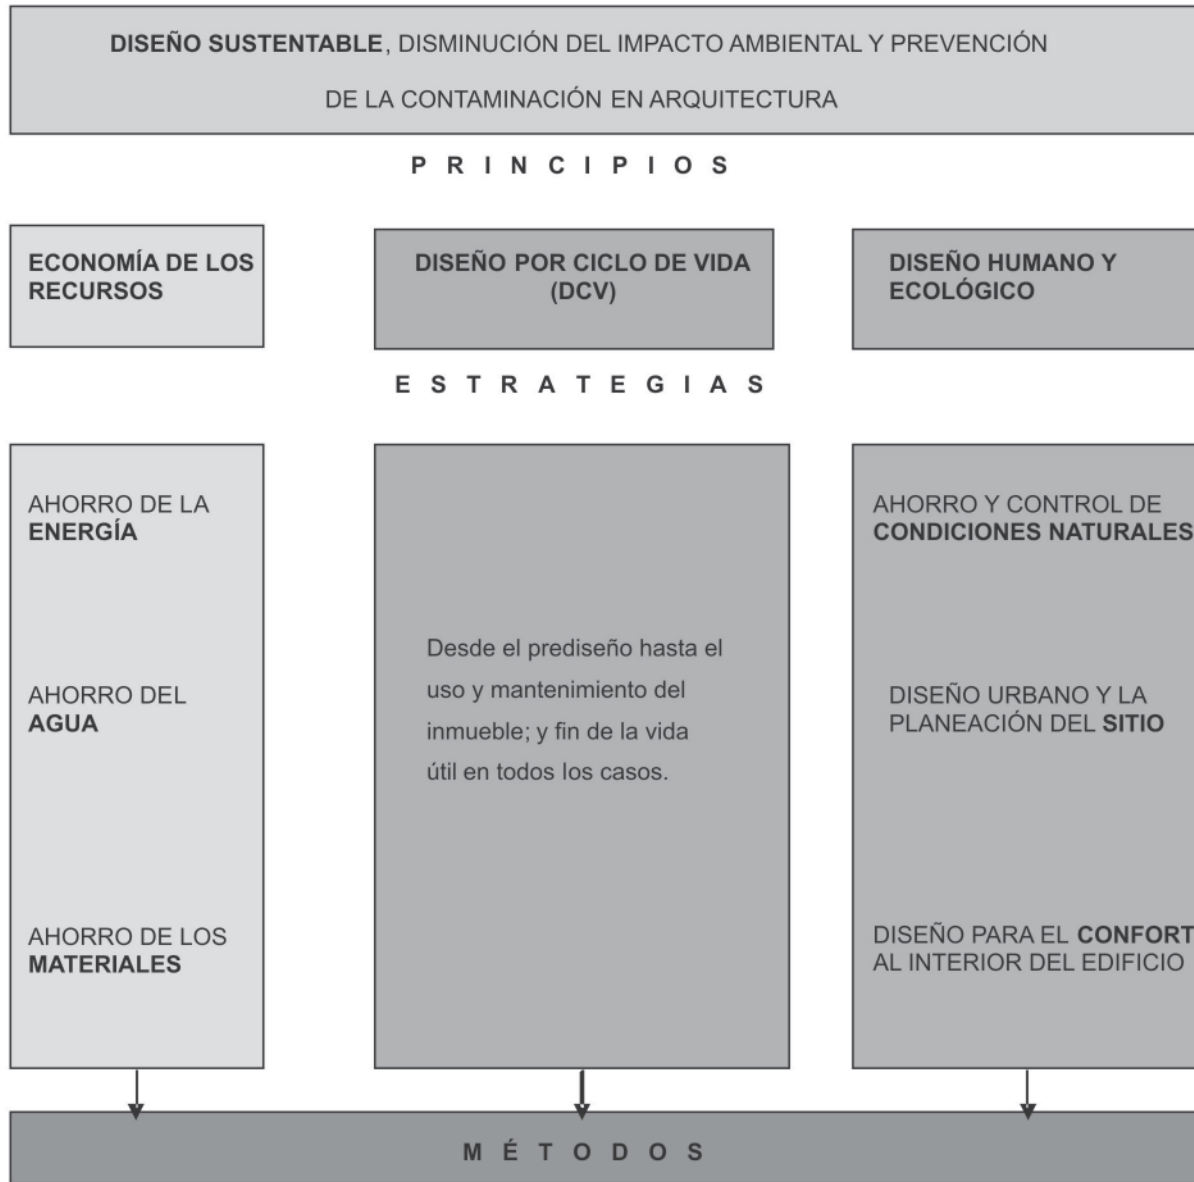 DISEÑO SUSTENTABLE, DISMINUCIÓN DEL IMPACTO AMBIENTAL Y PREVENCIÓN
DE LA CONTAMINACIÓN EN ARQUITECTURA
PRINCIPIOS
ECONOMÍA DE LOS
RECURSOS
DISEÑO POR CICLO DE VIDA
(DCV)
DISEÑO HUMANO Y
ECOLÓGICO
ESTRATEGIAS
AHORRO DE LA
ENERGÍA
AHORRO DEL
AGUA
AHORRO DE LOS
MATERIALES
Desde el prediseño hasta el
uso y mantenimiento del
inmueble; y fin de la vida
útil en todos los casos.
AHORRO Y CONTROL DE
CONDICIONES NATURALES
DISEÑO URBANO Y LA
PLANEACIÓN DEL SITIO
DISEÑO PARA EL CONFORT
AL INTERIOR DEL EDIFICIO
MÉTODOS